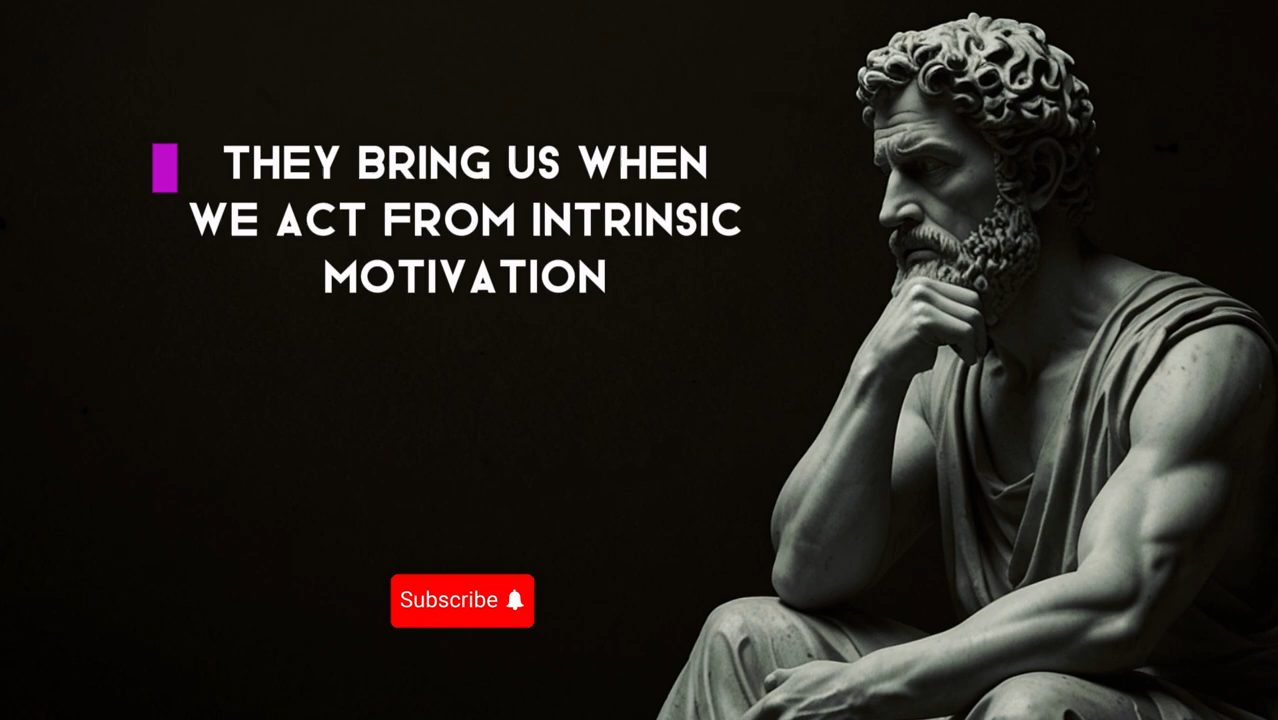 THEY BRING US WHEN
WE ACT FROM INTRINSIC
MOTIVATION
Subscribe